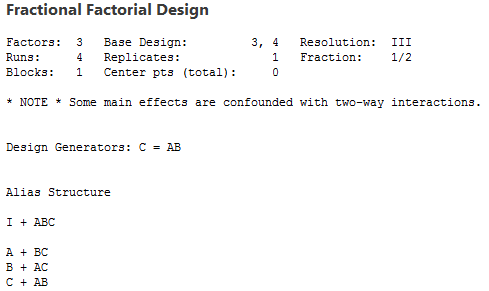 Fractional Factorial Design
Factors: 3 Base Design: 3, 4 Resolution: III
Runs: 4 Replicates: 1 Fraction: 1/2
Blocks: 1 Center pts (total): 0
* NOTE * Some main effects are confounded with two-way interactions.
Design Generators: C = AB
Alias Structure
I + ABC
A + BC
B + AC
C + AB